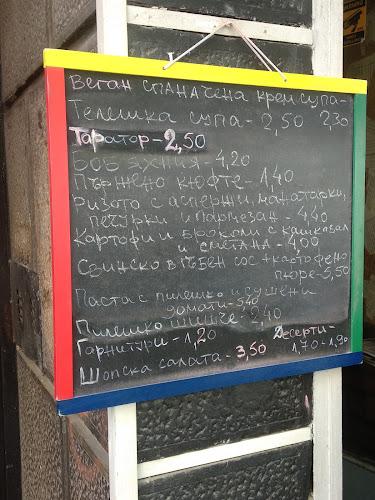 Веган спаначена крем супа-
2,30
Телешка супа - 2,50
Таратор - 2,50
Боб яхния - 4,20
Пържено кюфте - 1,40
Ризото с аспержи, манатарки,
печурки и пармезан - 4,40
Картофи и броколи с кашкавал
и сметана - 4,00
Свинско в гъбен сос + картофено
пюре - 5,50
Паста с пилешко и сушени
домати - 5,40
Пилешко шишче - 2,40
Гарнитури - 1,20
Десерти -
1,70 - 1,90
Шопска салата - 3,50